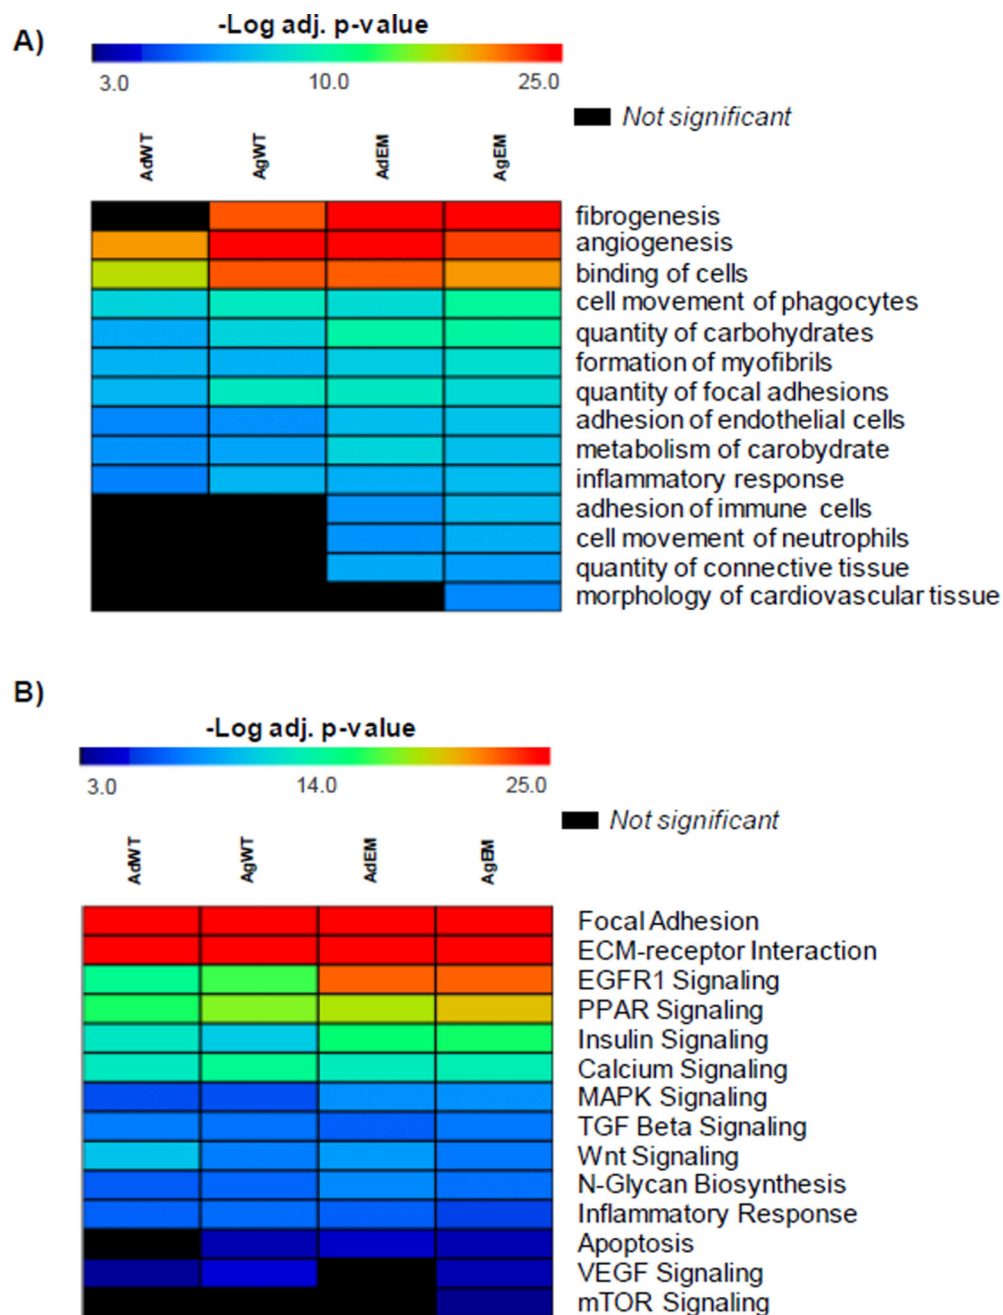 A)
-Log adj. p-value
3.0 10.0 25.0
Not significant
AdWT AgWT AdEM AgEM
fibrogenesis
angiogenesis
binding of cells
cell movement of phagocytes
quantity of carbohydrates
formation of myofibrils
quantity of focal adhesions
adhesion of endothelial cells
metabolism of carobydrate
inflammatory response
adhesion of immune cells
cell movement of neutrophils
quantity of connective tissue
morphology of cardiovascular tissue
B)
-Log adj. p-value
3.0 14.0 25.0
Not significant
AdWT AgWT AdEM AgEM
Focal Adhesion
ECM-receptor Interaction
EGFR1 Signaling
PPAR Signaling
Insulin Signaling
Calcium Signaling
MAPK Signaling
TGF Beta Signaling
Wnt Signaling
N-Glycan Biosynthesis
Inflammatory Response
Apoptosis
VEGF Signaling
mTOR Signaling